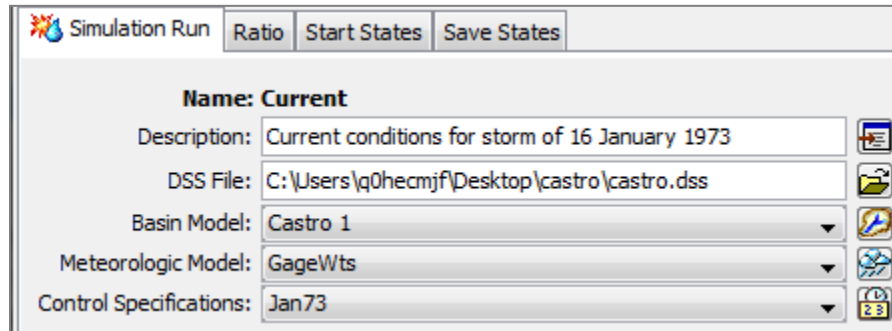 Simulation Run Ratio Start States Save States
Name: Current
Description: Current conditions for storm of 16 January 1973
DSS File: C:\Users\q0hecmjf\Desktop\castro\castro.dss
Basin Model: Castro 1
Meteorologic Model: GageWts
Control Specifications: Jan73